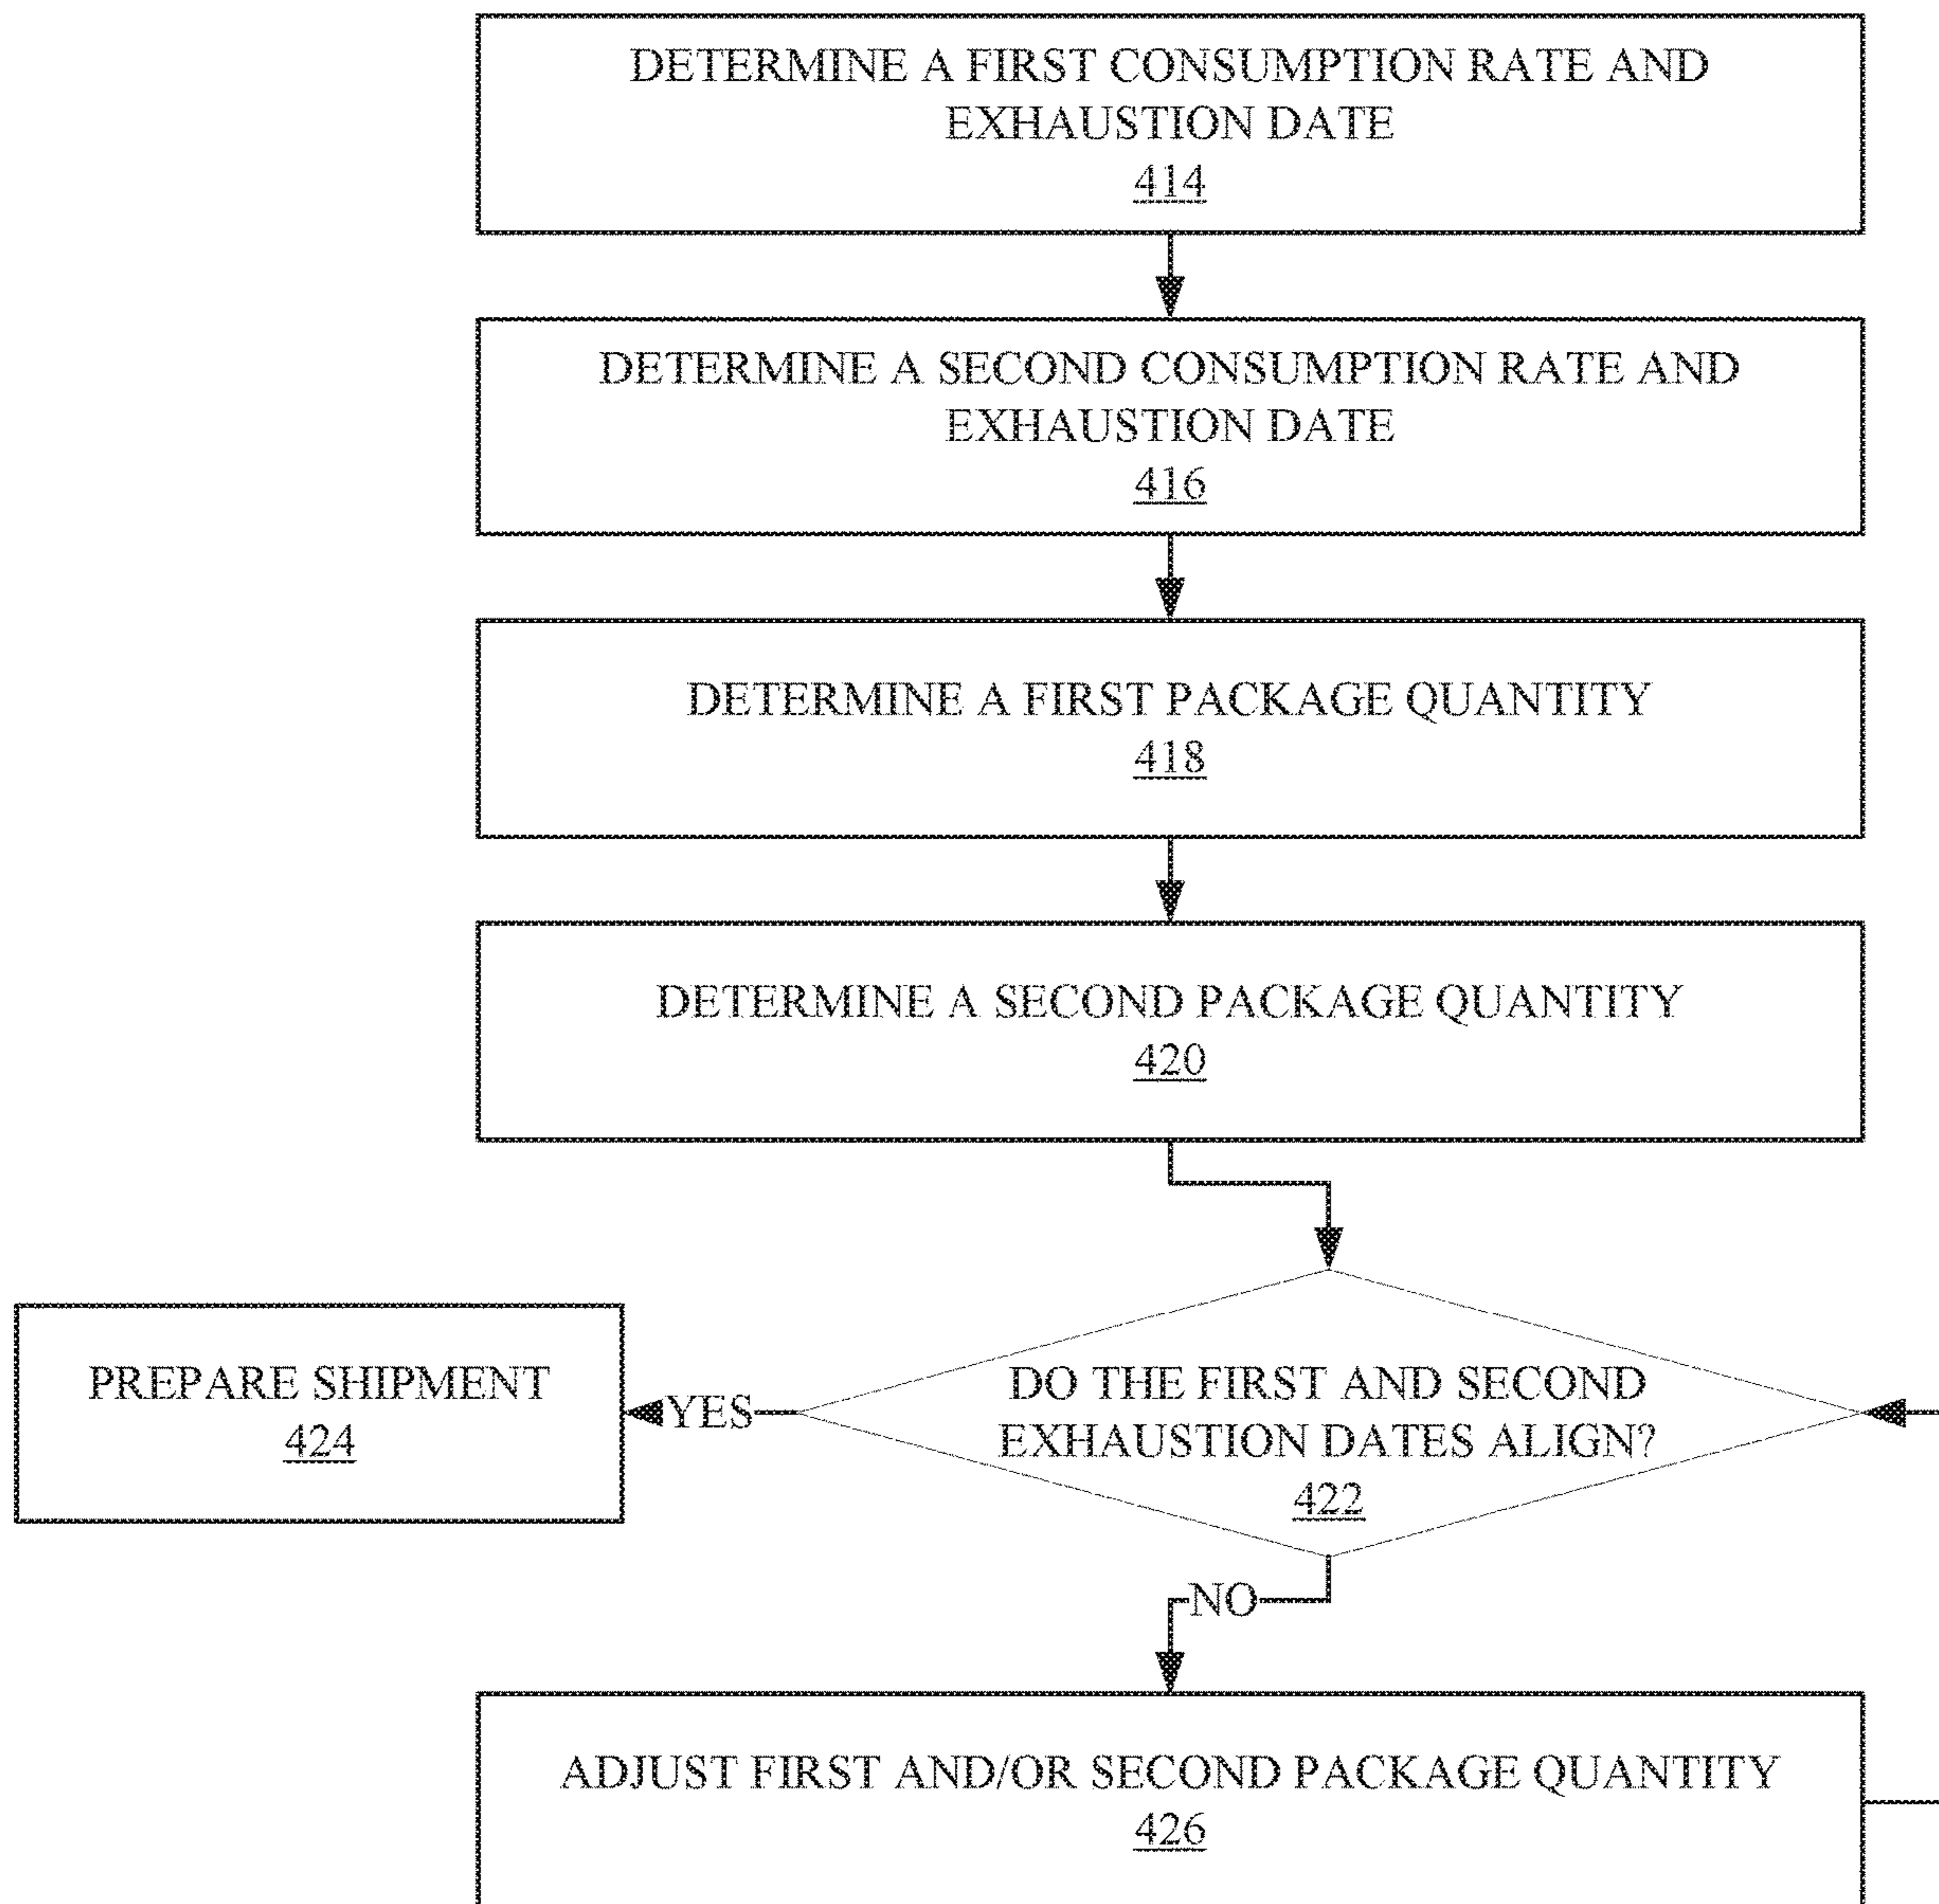 DETERMINE A FIRST CONSUMPTION RATE AND
EXHAUSTION DATE
414
DETERMINE A SECOND CONSUMPTION RATE AND
EXHAUSTION DATE
416
DETERMINE A FIRST PACKAGE QUANTITY
418
DETERMINE A SECOND PACKAGE QUANTITY
420
PREPARE SHIPMENT
424
YES
DO THE FIRST AND SECOND
EXHAUSTION DATES ALIGN?
422
NO
ADJUST FIRST AND/OR SECOND PACKAGE QUANTITY
426